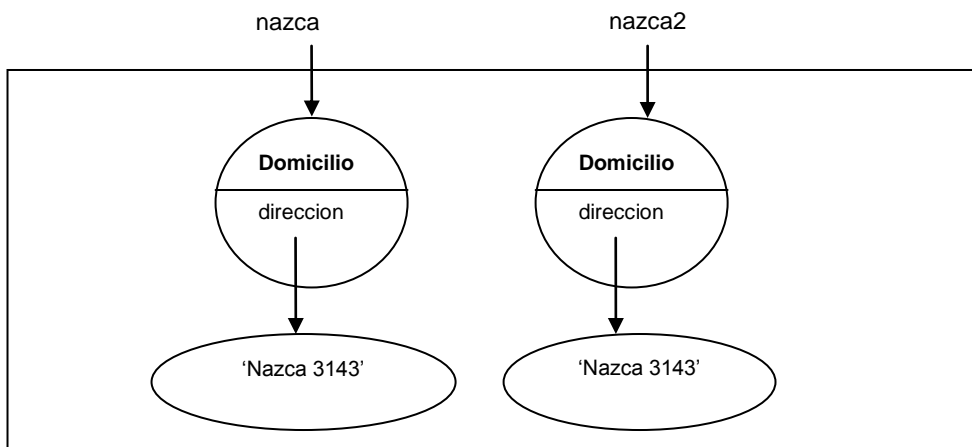 nazca
nazca2
Domicilio
Domicilio
direccion
direccion
‘Nazca 3143’
‘Nazca 3143’